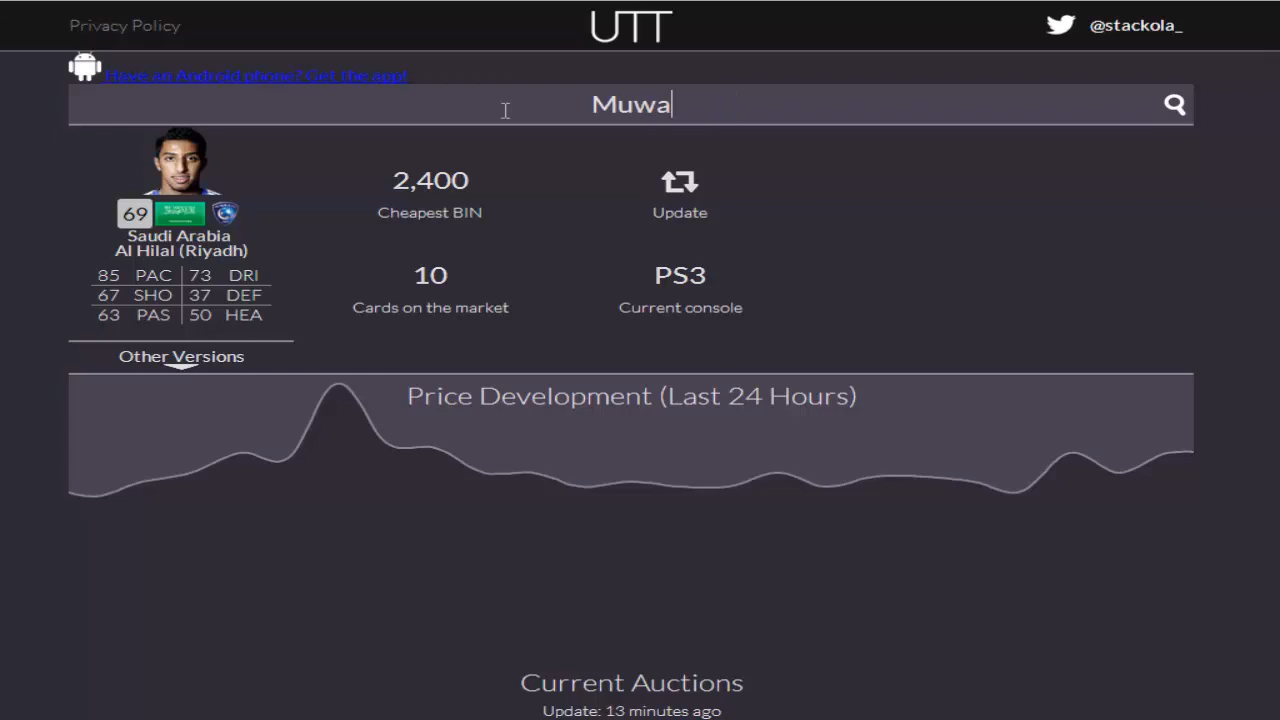 Privacy Policy
UTT
@stackola_
Have an Android phone? Get the app!
Muwa
2,400
Cheapest BIN
Update
69
Saudi Arabia
Al Hilal (Riyadh)
85 PAC 73 DRI
67 SHO 37 DEF
63 PAS 50 HEA
10
Cards on the market
PS3
Current console
Other Versions
Price Development (Last 24 Hours)
Current Auctions
Update: 13 minutes ago